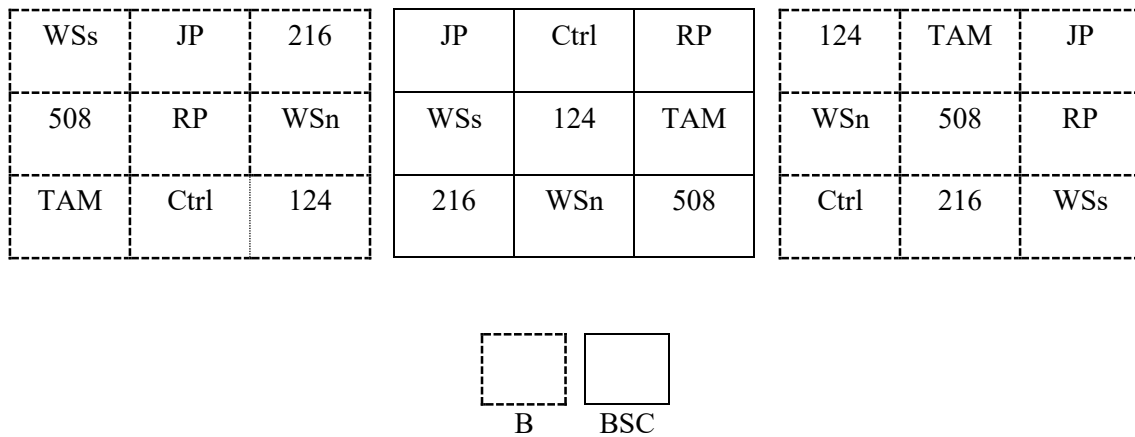 WSs JP 216 JP Ctrl RP 124 TAM JP
508 RP WSn WSs 124 TAM WSn 508 RP
TAM Ctrl 124 216 WSn 508 Ctrl 216 WSs
B BSC